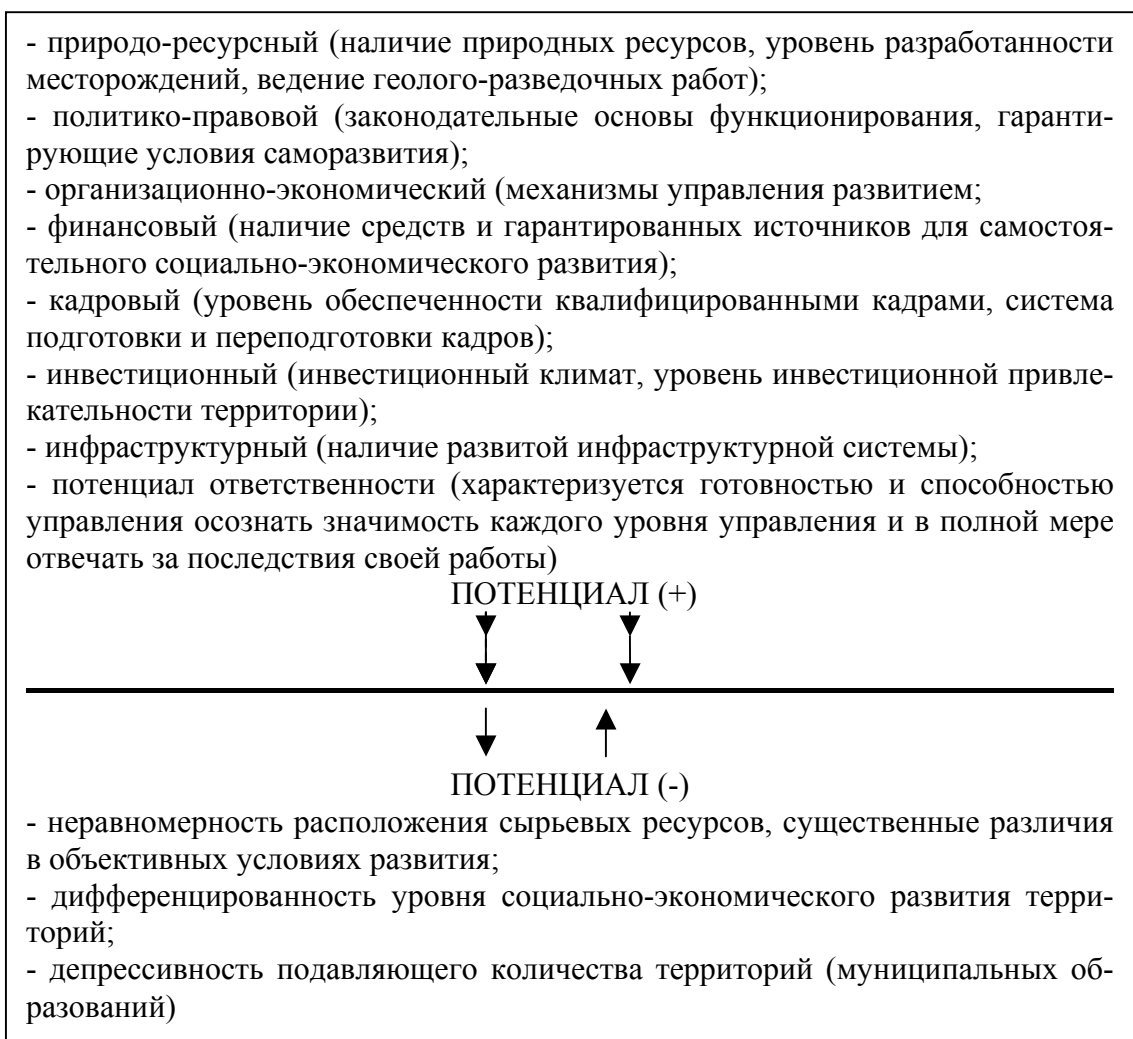 - природо-ресурсный (наличие природных ресурсов, уровень разработанности
месторождений, ведение геолого-разведочных работ);
- политико-правовой (законодательные основы функционирования, гаранти-
рующие условия саморазвития);
- организационно-экономический (механизмы управления развитием;
- финансовый (наличие средств и гарантированных источников для самостоя-
тельного социально-экономического развития);
- кадровый (уровень обеспеченности квалифицированными кадрами, система
подготовки и переподготовки кадров);
- инвестиционный (инвестиционный климат, уровень инвестиционной привле-
кательности территории);
- инфраструктурный (наличие развитой инфраструктурной системы);
- потенциал ответственности (характеризуется готовностью и способностью
управления осознать значимость каждого уровня управления и в полной мере
отвечать за последствия своей работы)
ПОТЕНЦИАЛ (+)
ПОТЕНЦИАЛ (-)
- неравномерность расположения сырьевых ресурсов, существенные различия
в объективных условиях развития;
- дифференцированность уровня социально-экономического развития терри-
торий;
- депрессивность подавляющего количества территорий (муниципальных об-
разований)